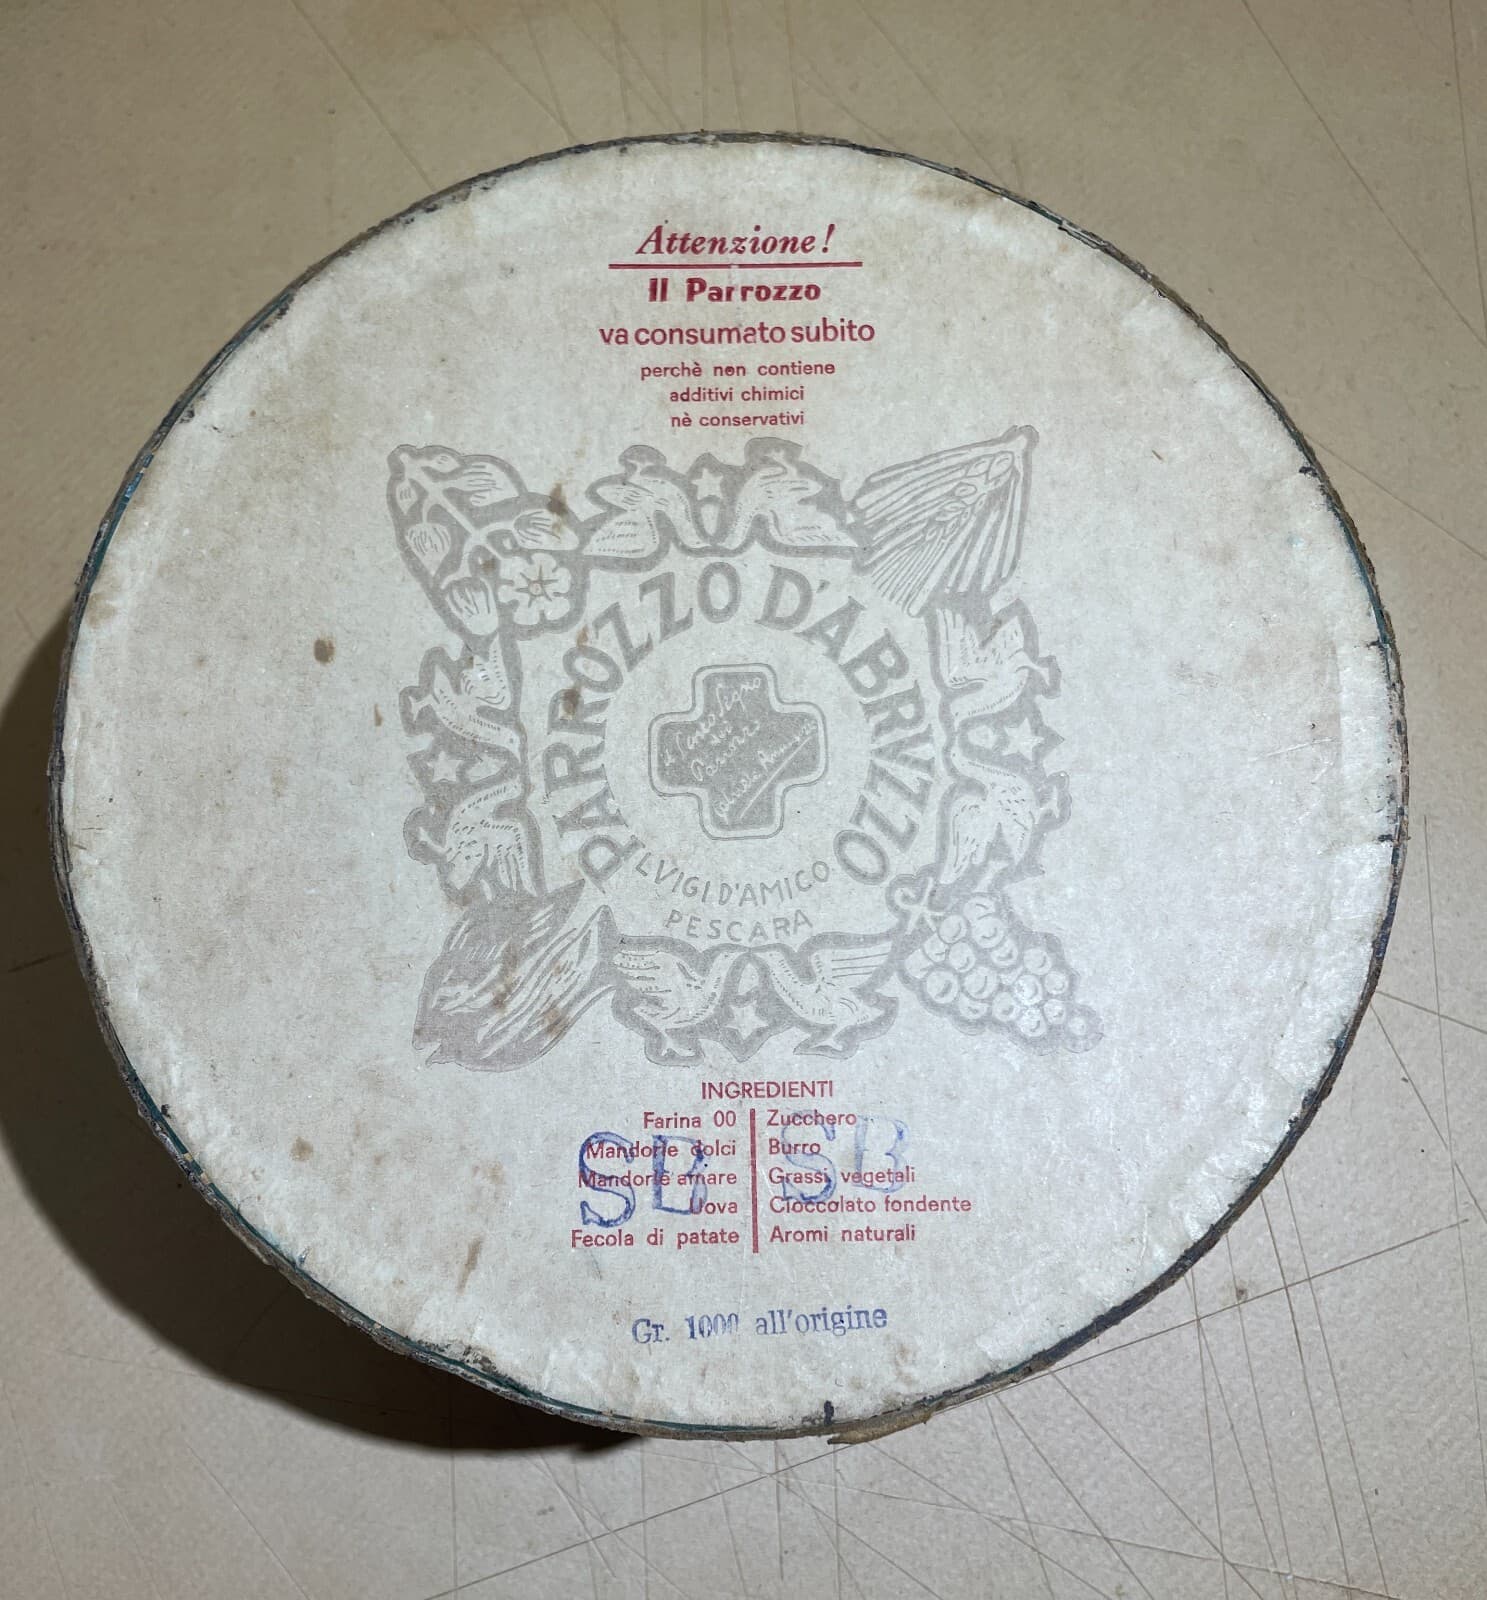 Attenzione!
Il Parrozzo
va consumato subito
perchè non contiene
additivi chimici
nè conservativi
PARROZZO D'ABRVZZO
LVIGI D'AMICO
PESCARA
INGREDIENTI
Farina 00
Mandorle dolci
Mandorle amare
Uova
Fecola di patate
Zucchero
Burro
Grassi vegetali
Cioccolato fondente
Aromi naturali
SB SB
Gr. 1000 all'origine